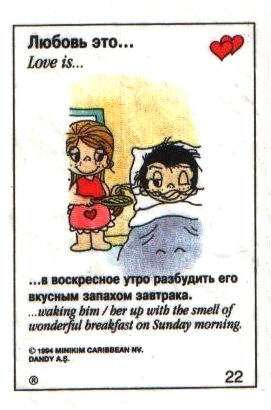 Любовь это...
Love is...
...в воскресное утро разбудить его
вкусным запахом завтрака.
...waking him / her up with the smell of
wonderful breakfast on Sunday morning.
© 1994 MINIKIM CARIBBEAN NV.
DANDY A.Ş.
® 22